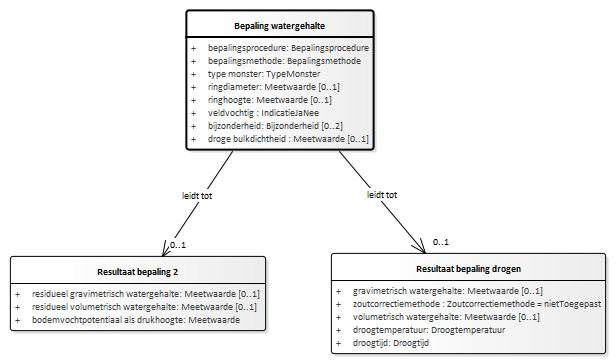 Bepaling watergehalte
+ bepalingsprocedure: Bepalingsprocedure
+ bepalingsmethode: Bepalingsmethode
+ type monster: TypeMonster
+ ringdiameter: Meetwaarde [0..1]
+ ringhoogte: Meetwaarde [0..1]
+ veldvochtig : IndicatieJaNee
+ bijzonderheid: Bijzonderheid [0..2]
+ droge bulkdichtheid : Meetwaarde [0..1]
leidt tot
leidt tot
0..1
0..1
Resultaat bepaling 2
+ residueel gravimetrisch watergehalte: Meetwaarde [0..1]
+ residueel volumetrisch watergehalte: Meetwaarde [0..1]
+ bodemvochtpotentiaal als drukhoogte: Meetwaarde
Resultaat bepaling drogen
+ gravimetrisch watergehalte: Meetwaarde [0..1]
+ zoutcorrectiemethode : Zoutcorrectiemethode = nietToegepast
+ volumetrisch watergehalte: Meetwaarde [0..1]
+ droogtemperatuur: Droogtemperatuur
+ droogtijd: Droogtijd